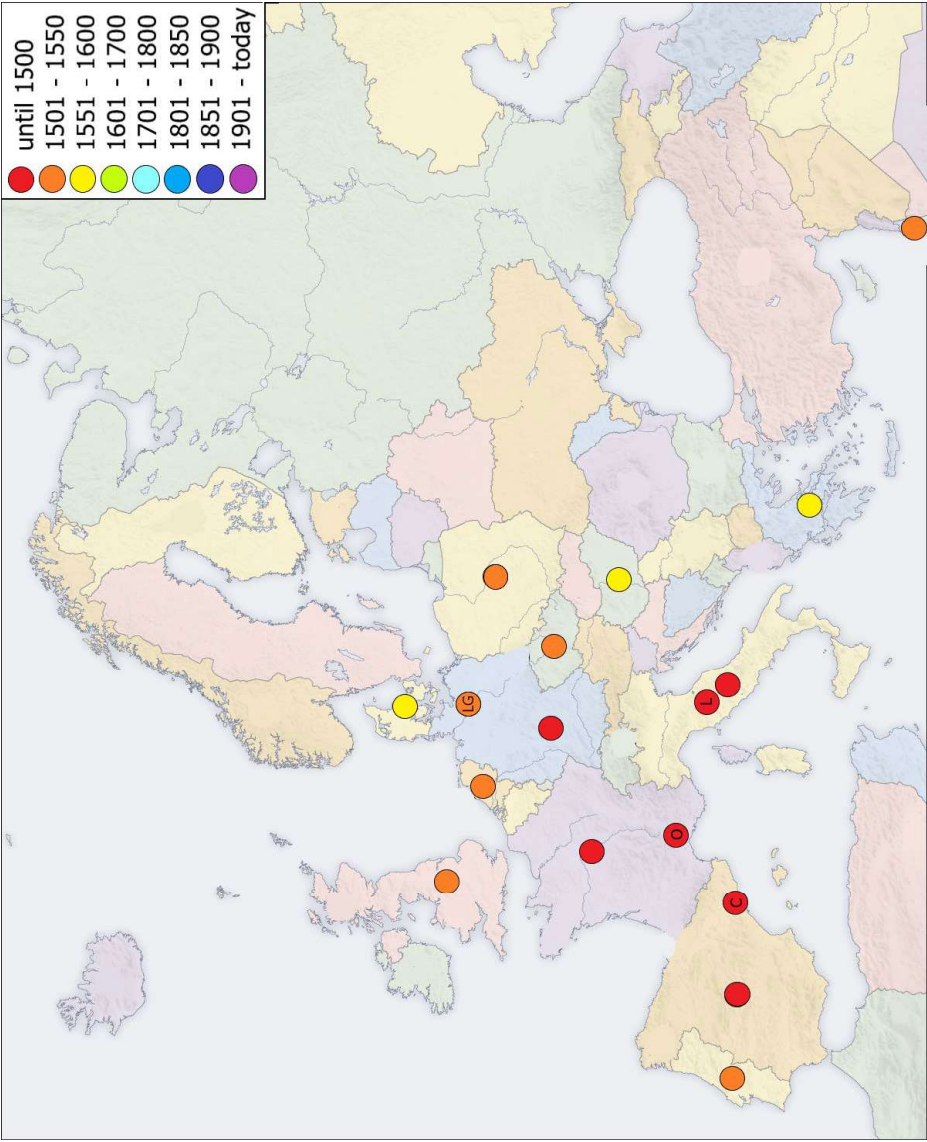 until 1500
1501 - 1550
1551 - 1600
1601 - 1700
1701 - 1800
1801 - 1850
1851 - 1900
1901 - today
LG
L
O
C